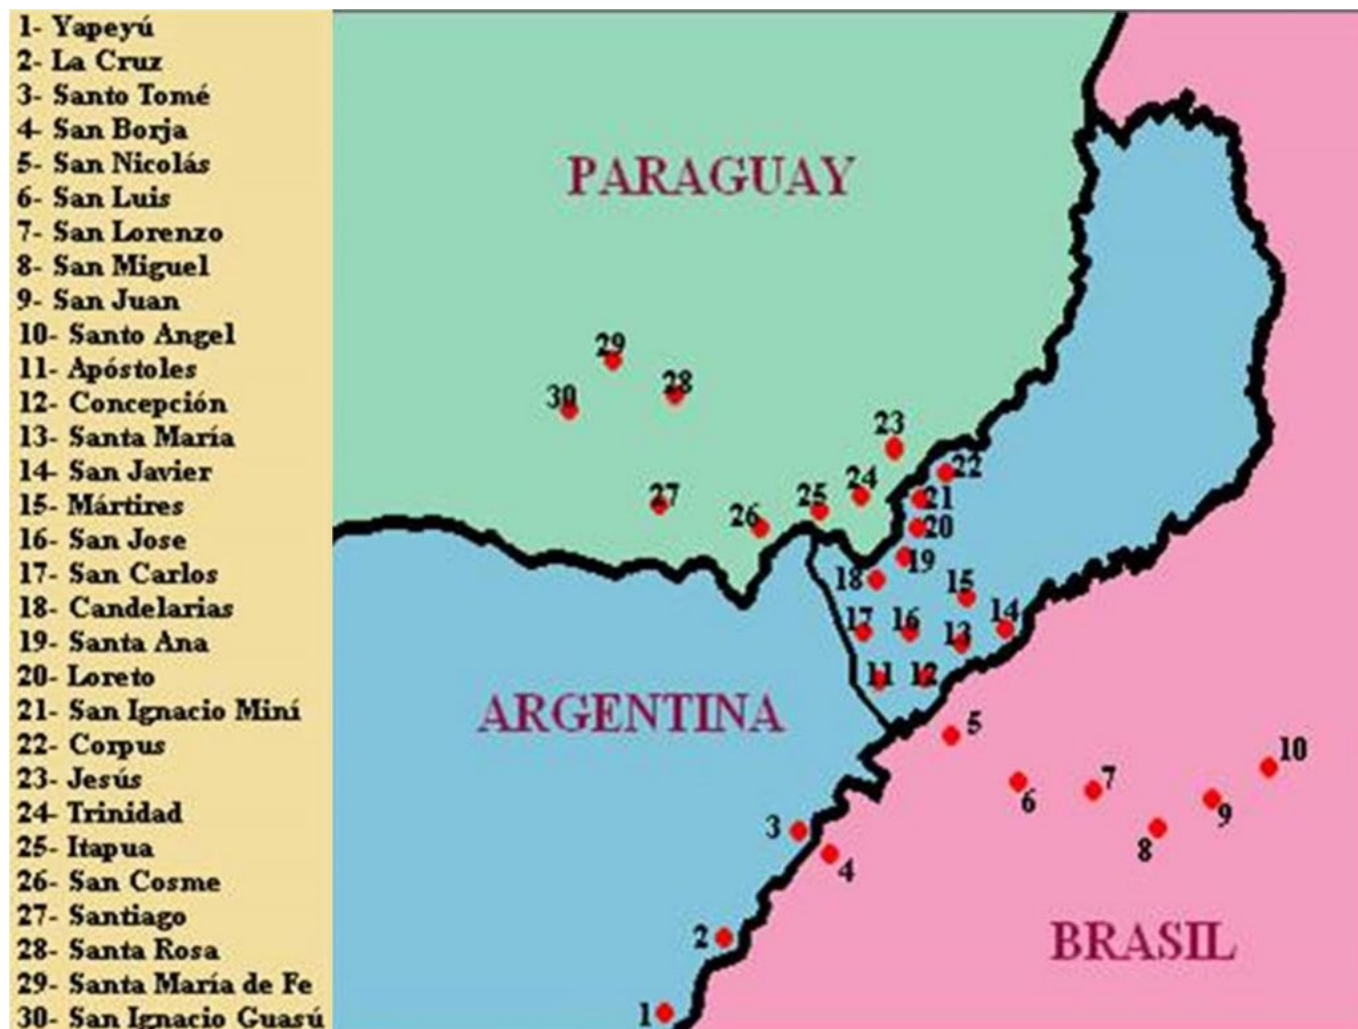 1- Yapeyú
2- La Cruz
3- Santo Tomé
4- San Borja
5- San Nicolás
6- San Luis
7- San Lorenzo
8- San Miguel
9- San Juan
10- Santo Angel
11- Apóstoles
12- Concepción
13- Santa María
14- San Javier
15- Mártires
16- San Jose
17- San Carlos
18- Candelarias
19- Santa Ana
20- Loreto
21- San Ignacio Miní
22- Corpus
23- Jesús
24- Trinidad
25- Itapua
26- San Cosme
27- Santiago
28- Santa Rosa
29- Santa María de Fe
30- San Ignacio Guasú
PARAGUAY
29
28
30
23
22
27
24
21
25
26
20
19
18
15
14
17
16
13
11
12
ARGENTINA
5
10
7
6
9
3
8
4
2
BRASIL
1